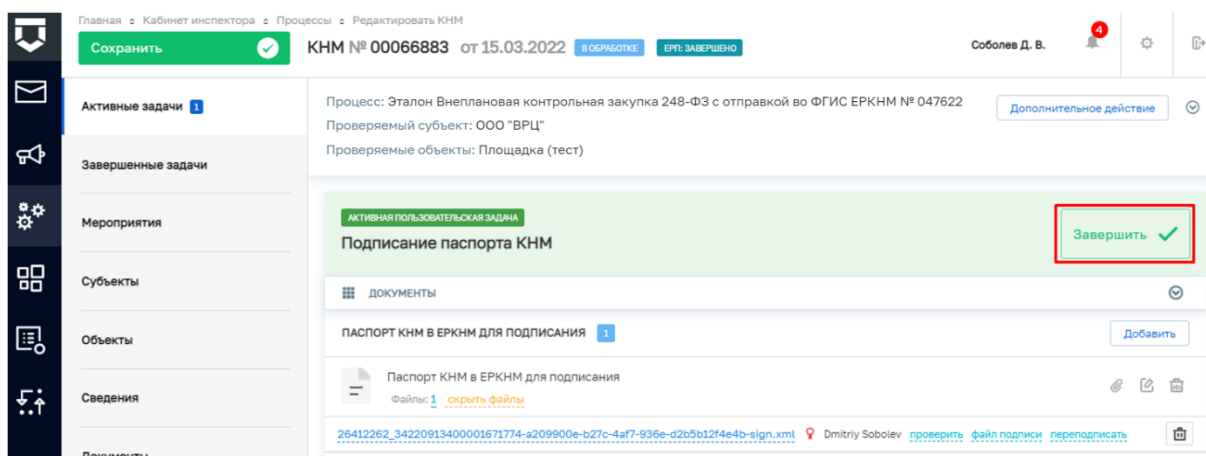 Главная Кабинет инспектора Процессы Редактировать КНМ
Сохранить
КНМ № 00066883 от 15.03.2022 В ОБРАБОТКЕ ЕРП: ЗАВЕРШЕНО
Соболев Д. В.
4
Активные задачи 1
Завершенные задачи
Мероприятия
Субъекты
Объекты
Сведения
Документы
Процесс: Эталон Внеплановая контрольная закупка 248-ФЗ с отправкой во ФГИС ЕРКНМ № 047622
Дополнительное действие
Проверяемый субъект: ООО "ВРЦ"
Проверяемые объекты: Площадка (тест)
АКТИВНАЯ ПОЛЬЗОВАТЕЛЬСКАЯ ЗАДАЧА
Подписание паспорта КНМ
Завершить
ДОКУМЕНТЫ
ПАСПОРТ КНМ В ЕРКНМ ДЛЯ ПОДПИСАНИЯ 1
Добавить
Паспорт КНМ в ЕРКНМ для подписания
Файлы: 1 скрыть файлы
26412262_34220913400001671774-a209900e-b27c-4af7-936e-d2b5b12f4e4b-sign.xml Dmitriy Sobolev проверить файл подписи переподписать